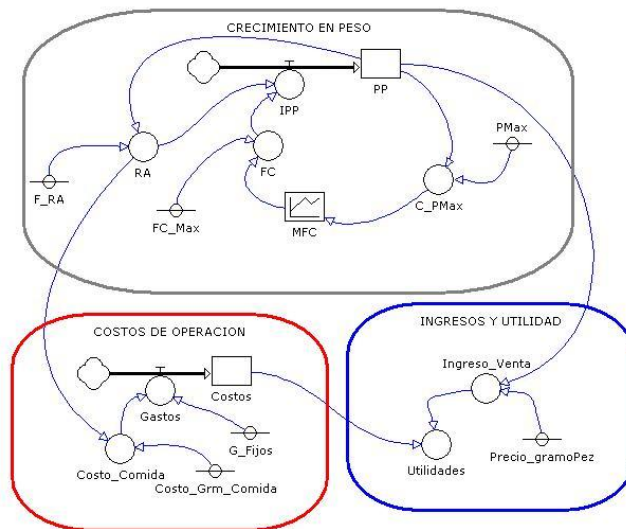 CRECIMIENTO EN PESO
PP
IPP
PMax
RA
FC
F_RA
FC_Max
MFC
C_PMax
COSTOS DE OPERACION
INGRESOS Y UTILIDAD
Ingreso_Venta
Gastos
Costos
G_Fijos
Costo_Comida
Costo_Grm_Comida
Utilidades
Precio_gramoPez